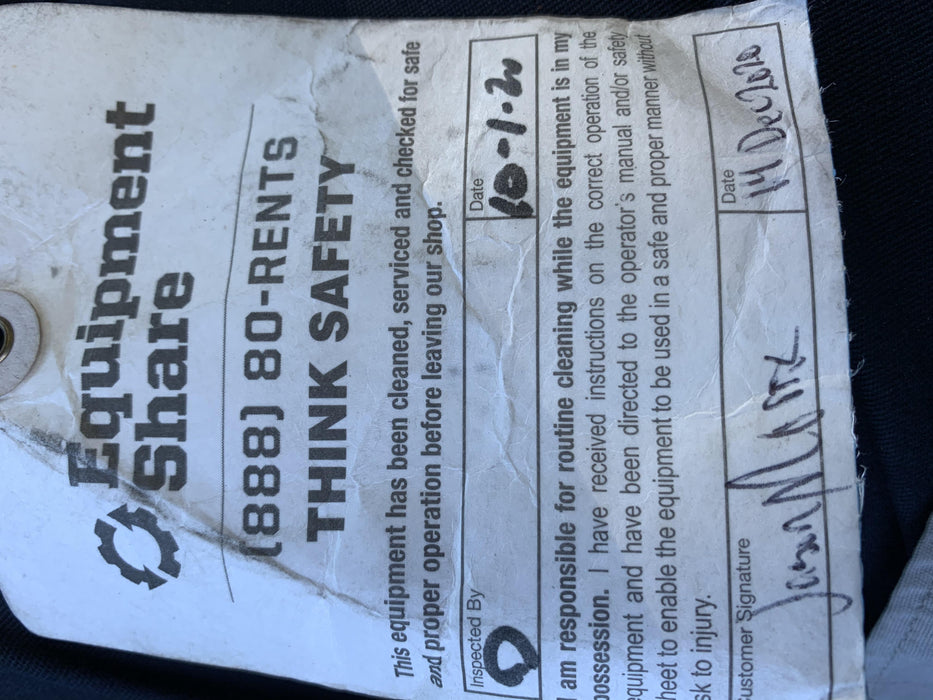 Equipment
Share
(888) 80-RENTS
THINK SAFETY
This equipment has been cleaned, serviced and checked for safe
and proper operation before leaving our shop.
Inspected By
Date
10-1-20
I am responsible for routine cleaning while the equipment is in my
possession. I have received instructions on the correct operation of the
equipment and have been directed to the operator's manual and/or safety
sheet to enable the equipment to be used in a safe and proper manner without
sk to injury.
Customer Signature
Date
14 Dec 2020